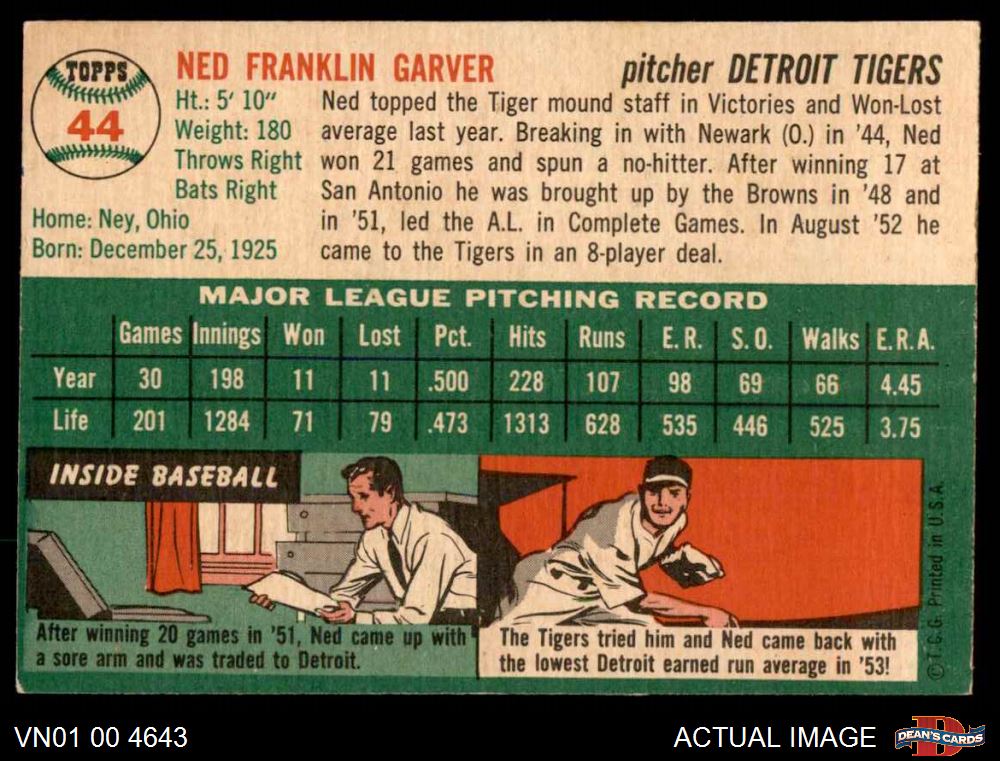 TOPPS
44
NED FRANKLIN GARVER
pitcher DETROIT TIGERS
Ht.: 5' 10"
Weight: 180
Throws Right
Bats Right
Home: Ney, Ohio
Born: December 25, 1925
Ned topped the Tiger mound staff in Victories and Won-Lost
average last year. Breaking in with Newark (O.) in '44, Ned
won 21 games and spun a no-hitter. After winning 17 at
San Antonio he was brought up by the Browns in '48 and
in '51, led the A.L. in Complete Games. In August '52 he
came to the Tigers in an 8-player deal.
MAJOR LEAGUE PITCHING RECORD
Games Innings Won Lost Pct. Hits Runs E.R. S.O. Walks E.R.A.
Year 30 198 11 11 .500 228 107 98 69 66 4.45
Life 201 1284 71 79 .473 1313 628 535 446 525 3.75
INSIDE BASEBALL
After winning 20 games in '51, Ned came up with
a sore arm and was traded to Detroit.
The Tigers tried him and Ned came back with
the lowest Detroit earned run average in '53!
© T.C.G. Printed in U.S.A.
VN01 00 4643
ACTUAL IMAGE
DEAN'S CARDS